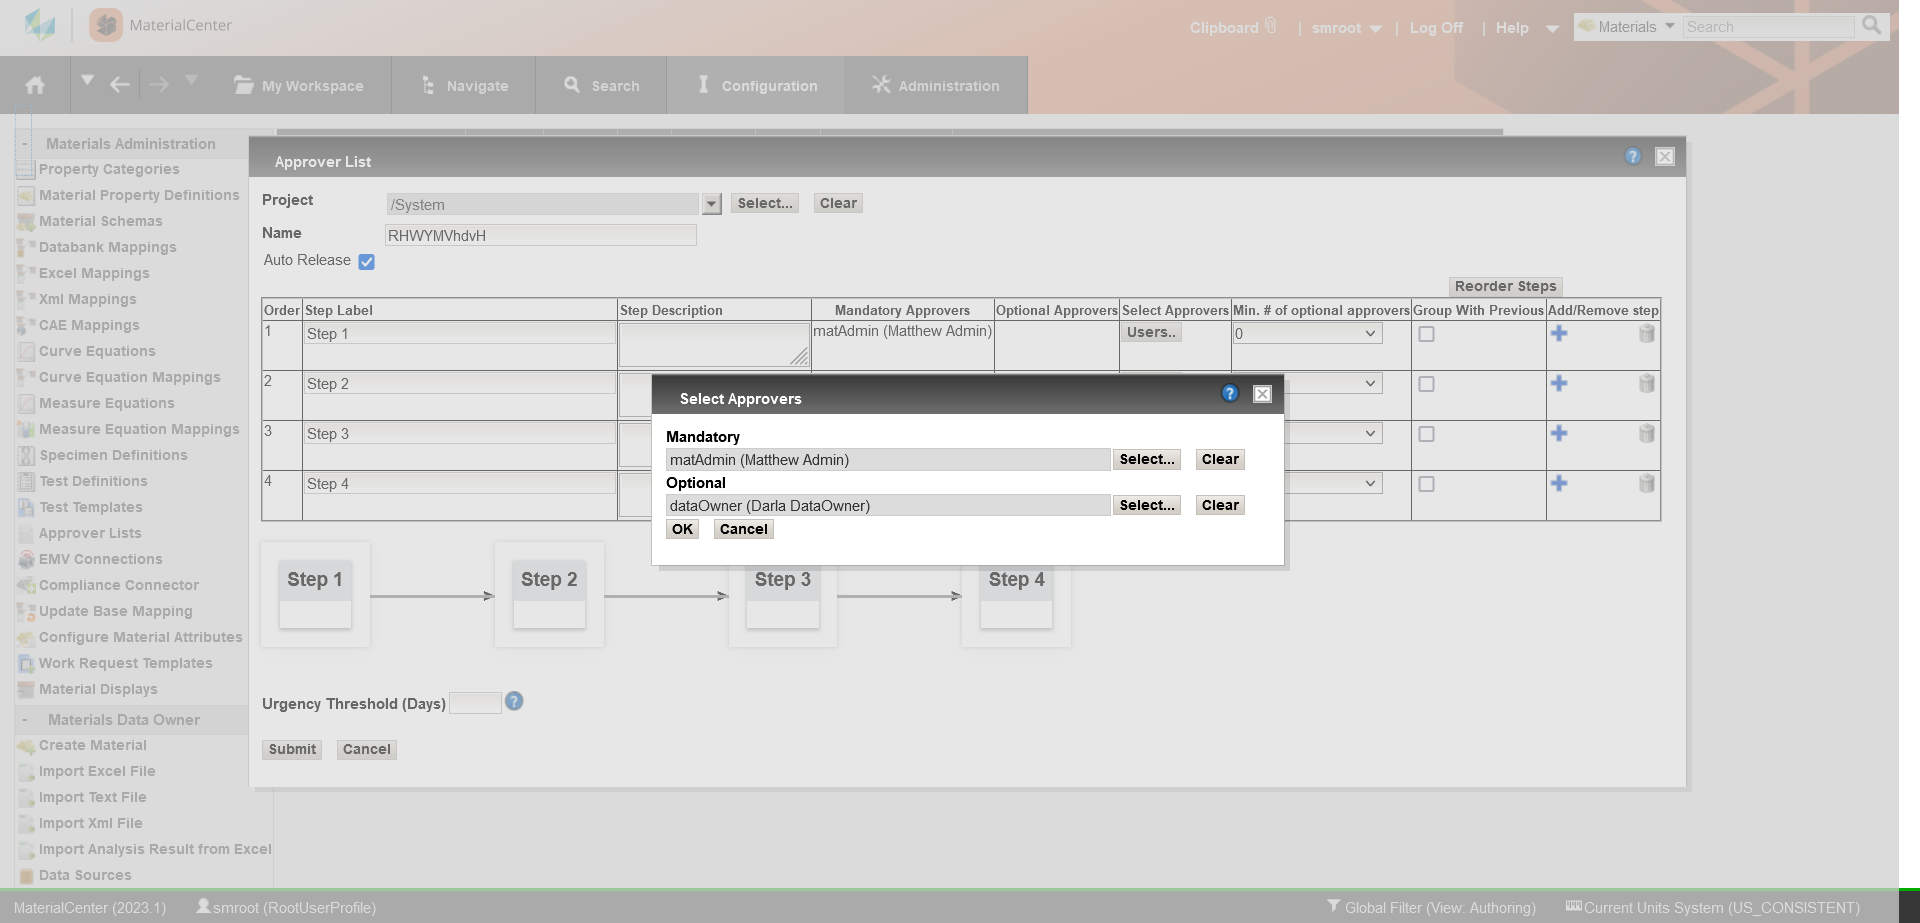 MaterialCenter
Clipboard | smroot | Log Off | Help Materials Search
My Workspace Navigate Search Configuration Administration
- Materials Administration
Property Categories
Material Property Definitions
Material Schemas
Databank Mappings
Excel Mappings
Xml Mappings
CAE Mappings
Curve Equations
Curve Equation Mappings
Measure Equations
Measure Equation Mappings
Specimen Definitions
Test Definitions
Test Templates
Approver Lists
EMV Connections
Compliance Connector
Update Base Mapping
Configure Material Attributes
Work Request Templates
Material Displays
- Materials Data Owner
Create Material
Import Excel File
Import Text File
Import Xml File
Import Analysis Result from Excel
Data Sources
Approver List ?
Project /System Select... Clear
Name RHWYMVhdvH
Auto Release
Reorder Steps
Order Step Label Step Description Mandatory Approvers Optional Approvers Select Approvers Min. # of optional approvers Group With Previous Add/Remove step
1 Step 1 matAdmin (Matthew Admin) Users.. 0
2 Step 2
3 Step 3
4 Step 4
Select Approvers ?
Mandatory
matAdmin (Matthew Admin) Select... Clear
Optional
dataOwner (Darla DataOwner) Select... Clear
OK Cancel
Step 1 Step 2 Step 3 Step 4
Urgency Threshold (Days) ?
Submit Cancel
MaterialCenter (2023.1) smroot (RootUserProfile) Global Filter (View: Authoring) Current Units System (US_CONSISTENT)